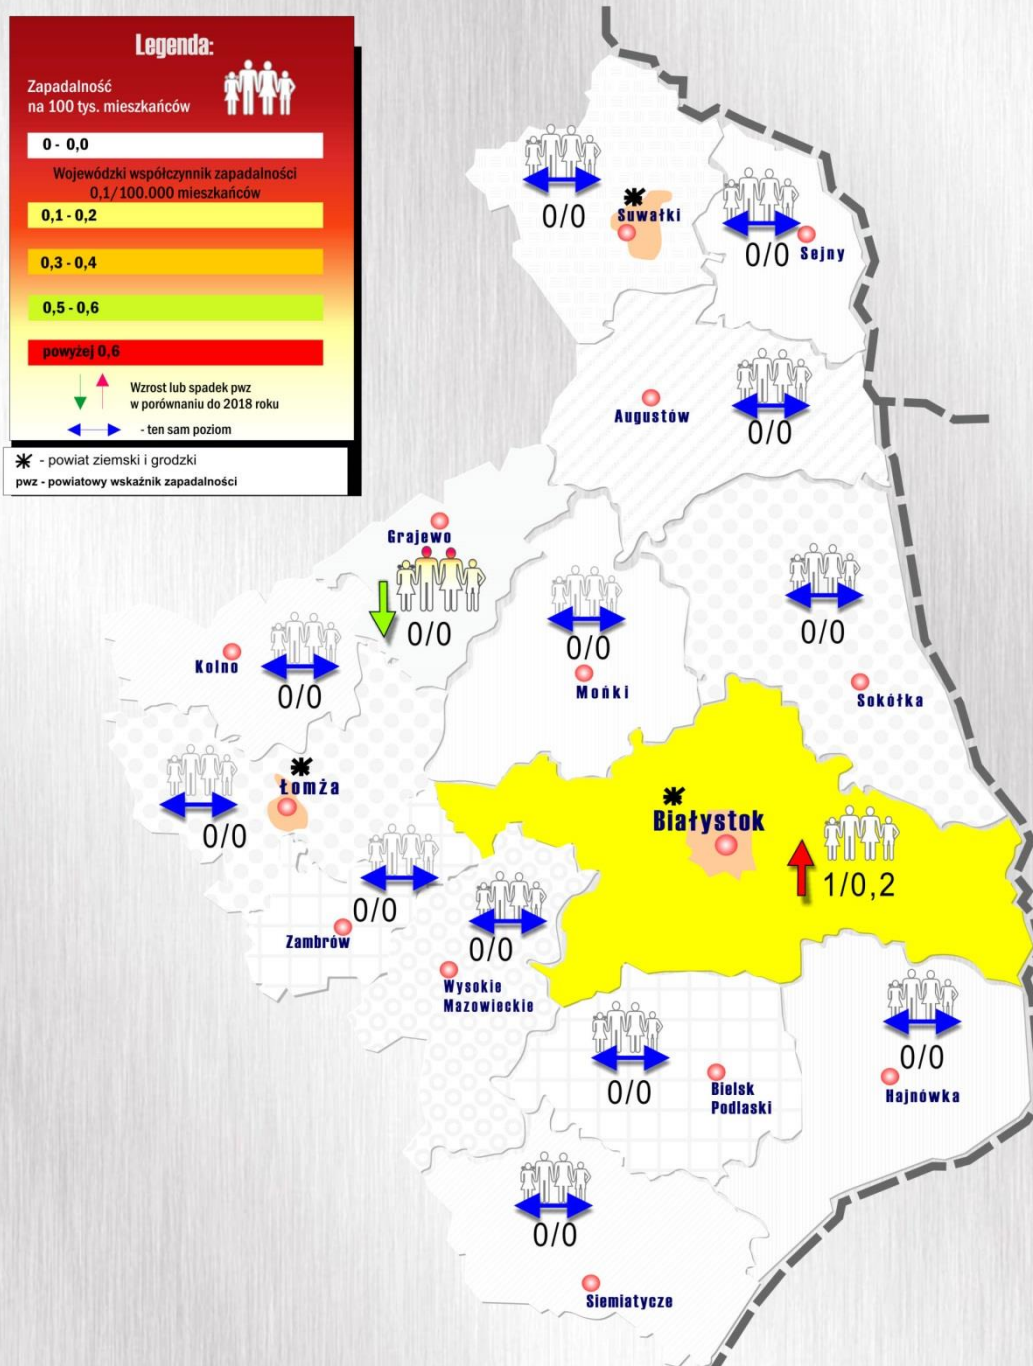 Legenda:
Zapadalność
na 100 tys. mieszkańców
0 - 0,0
Wojewódzki współczynnik zapadalności
0,1/100.000 mieszkańców
0,1 - 0,2
0,3 - 0,4
0,5 - 0,6
powyżej 0,6
Wzrost lub spadek pwz
w porównaniu do 2018 roku
- ten sam poziom
- powiat ziemski i grodzki
pwz - powiatowy wskaźnik zapadalności
0/0
Suwałki
0/0
Sejny
Augustów
0/0
Grajewo
0/0
Kolno
0/0
0/0
Mońki
0/0
Sokółka
Łomża
0/0
Białystok
1/0,2
0/0
Zambrów
0/0
Wysokie
Mazowieckie
0/0
Bielsk
Podlaski
0/0
Hajnówka
0/0
Siemiatycze